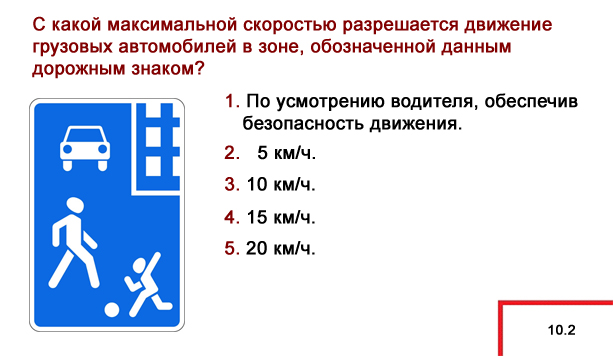 С какой максимальной скоростью разрешается движение
грузовых автомобилей в зоне, обозначенной данным
дорожным знаком?
1. По усмотрению водителя, обеспечив
безопасность движения.
2. 5 км/ч.
3. 10 км/ч.
4. 15 км/ч.
5. 20 км/ч.
10.2